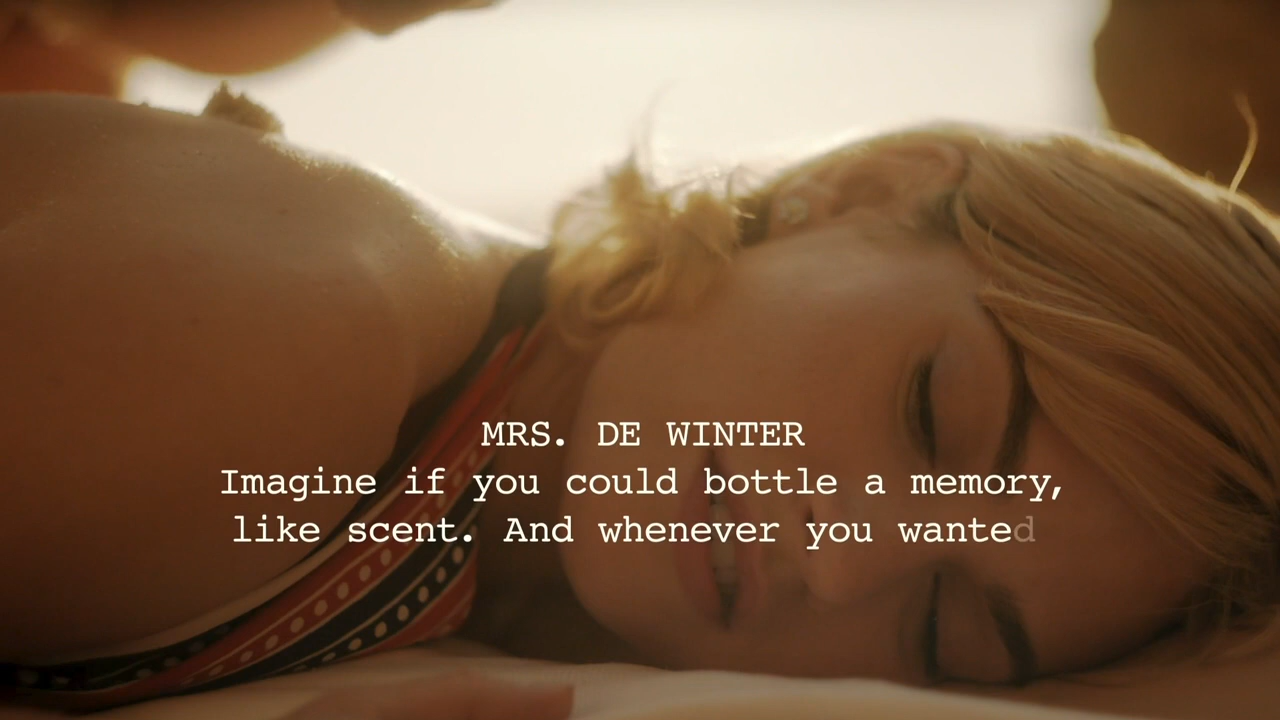 MRS. DE WINTER
Imagine if you could bottle a memory,
like scent. And whenever you wanted